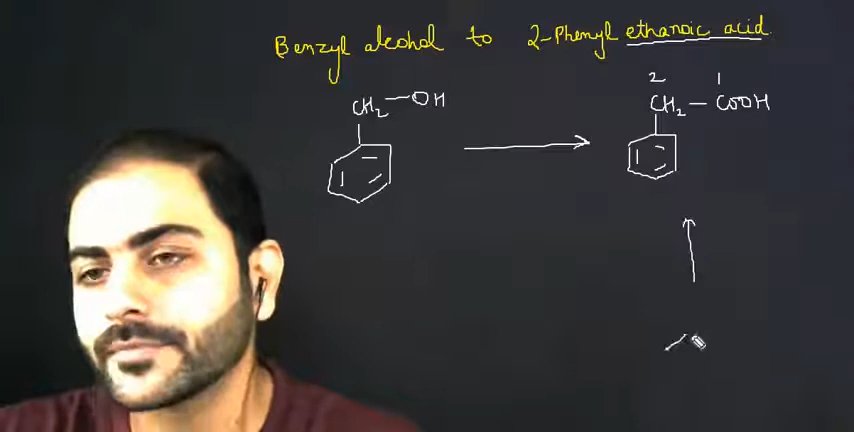 Benzyl alcohol to 2-Phenyl ethanoic acid.
2 1
CH2—OH CH2—COOH